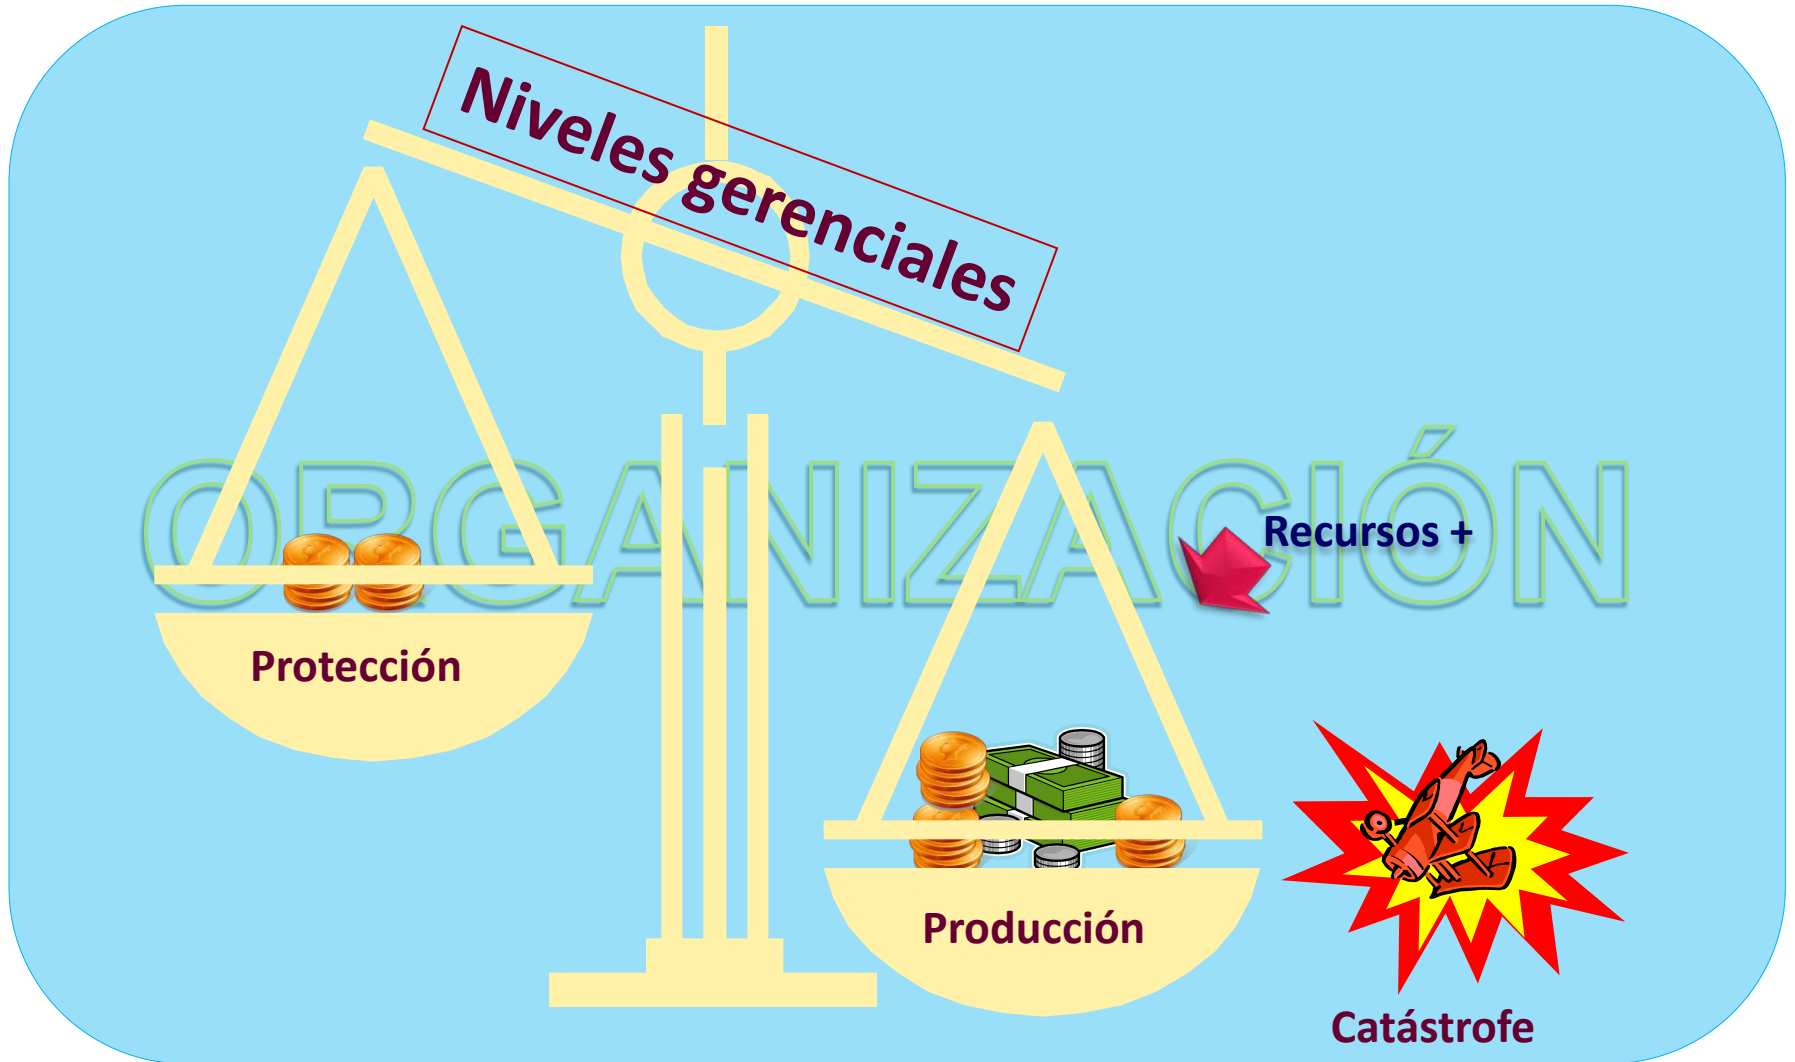 Niveles gerenciales
ORGANIZACIÓN
Recursos +
Protección
Producción
Catástrofe